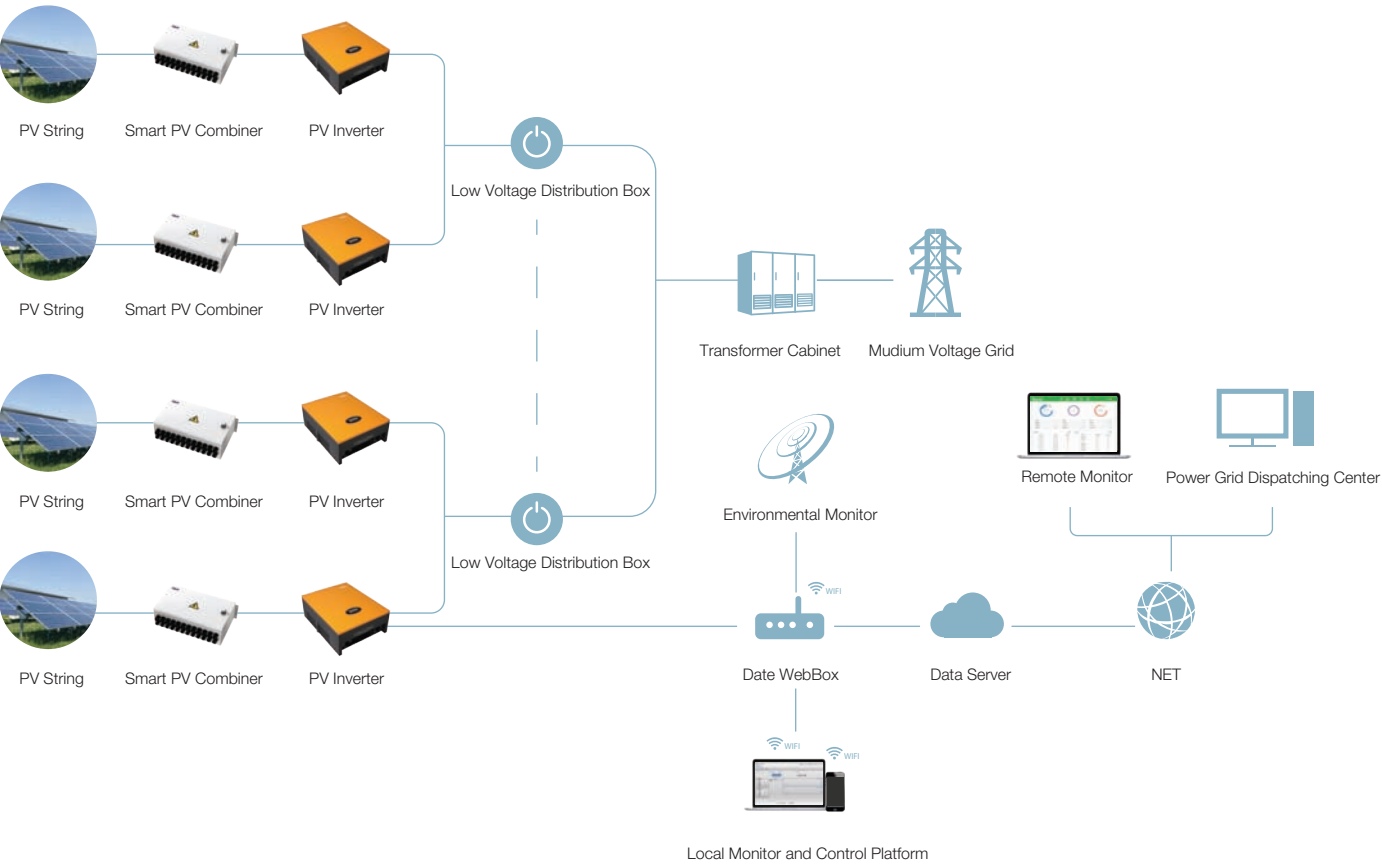 PV String
Smart PV Combiner
PV Inverter
Low Voltage Distribution Box
PV String
Smart PV Combiner
PV Inverter
Transformer Cabinet
Mudium Voltage Grid
PV String
Smart PV Combiner
PV Inverter
Remote Monitor
Power Grid Dispatching Center
Environmental Monitor
Low Voltage Distribution Box
WIFI
PV String
Smart PV Combiner
PV Inverter
Date WebBox
Data Server
NET
WIFI
WIFI
Local Monitor and Control Platform